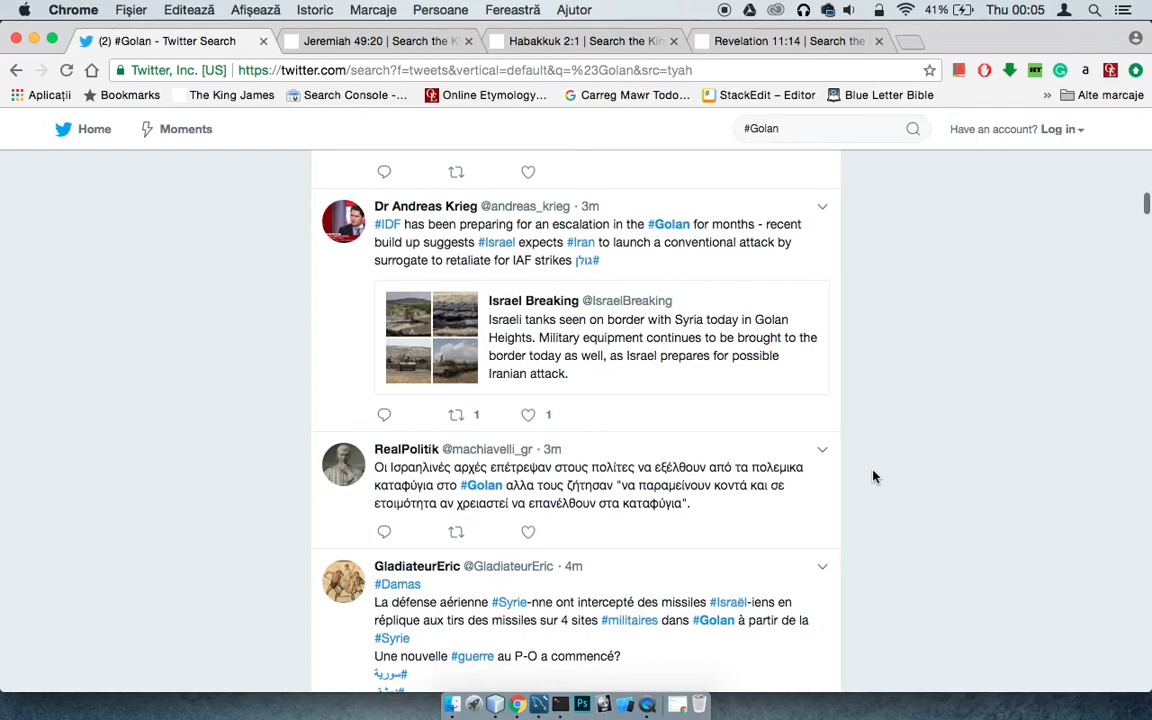 Chrome Fișier Editează Afișează Istoric Marcaje Persoane Fereastră Ajutor 41% Thu 00:05
(2) #Golan - Twitter Search Jeremiah 49:20 | Search the K Habakkuk 2:1 | Search the Kin Revelation 11:14 | Search the
Twitter, Inc. [US] https://twitter.com/search?f=tweets&vertical=default&q=%23Golan&src=tyah
Aplicații Bookmarks The King James Search Console -... Online Etymology... Carreg Mawr Todo... StackEdit – Editor Blue Letter Bible » Alte marcaje
Home Moments #Golan Have an account? Log in
Dr Andreas Krieg @andreas_krieg · 3m
#IDF has been preparing for an escalation in the #Golan for months - recent
build up suggests #Israel expects #Iran to launch a conventional attack by
surrogate to retaliate for IAF strikes #גולן
Israel Breaking @IsraelBreaking
Israeli tanks seen on border with Syria today in Golan
Heights. Military equipment continues to be brought to the
border today as well, as Israel prepares for possible
Iranian attack.
1 1
RealPolitik @machiavelli_gr · 3m
Οι Ισραηλινές αρχές επέτρεψαν στους πολίτες να εξέλθουν από τα πολεμικα
καταφύγια στο #Golan αλλα τους ζήτησαν "να παραμείνουν κοντά και σε
ετοιμότητα αν χρειαστεί να επανέλθουν στα καταφύγια".
GladiateurEric @GladiateurEric · 4m
#Damas
La défense aérienne #Syrie-nne ont intercepté des missiles #Israël-iens en
réplique aux tirs des missiles sur 4 sites #militaires dans #Golan à partir de la
#Syrie
Une nouvelle #guerre au P-O a commencé?
#سورية
#دمشق